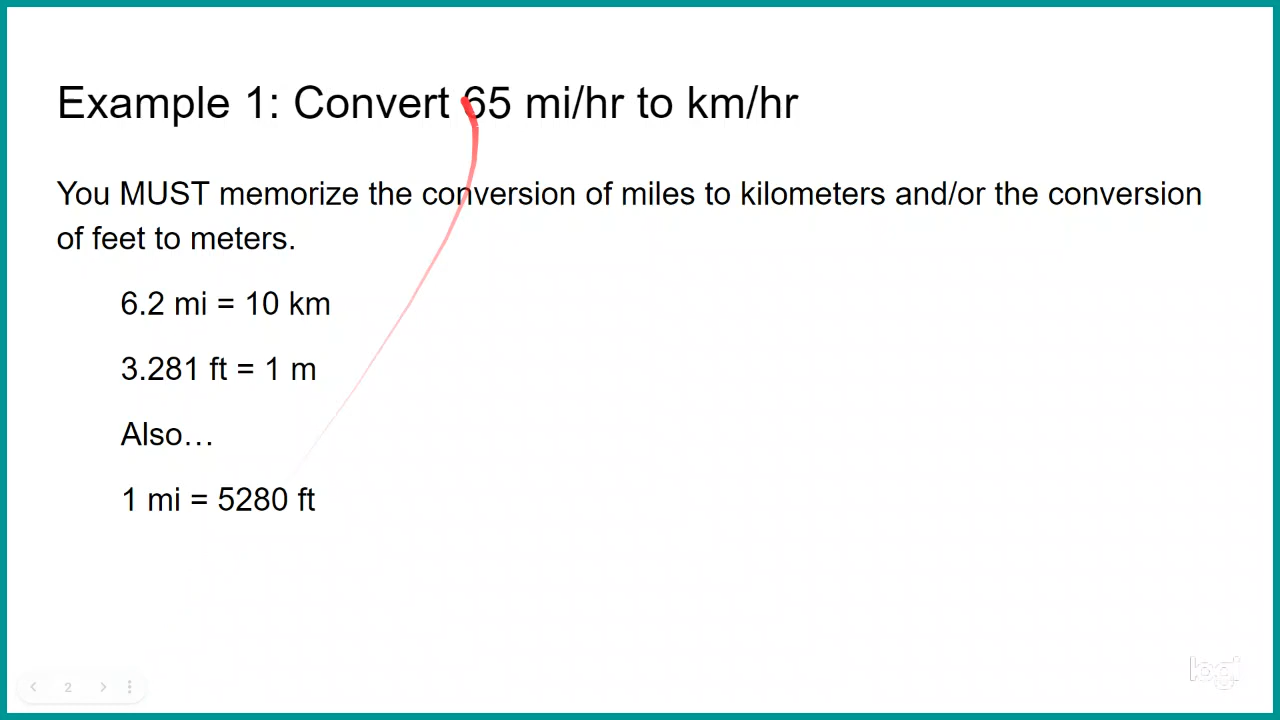 Example 1: Convert 65 mi/hr to km/hr
You MUST memorize the conversion of miles to kilometers and/or the conversion
of feet to meters.
6.2 mi = 10 km
3.281 ft = 1 m
Also…
1 mi = 5280 ft
2
logi